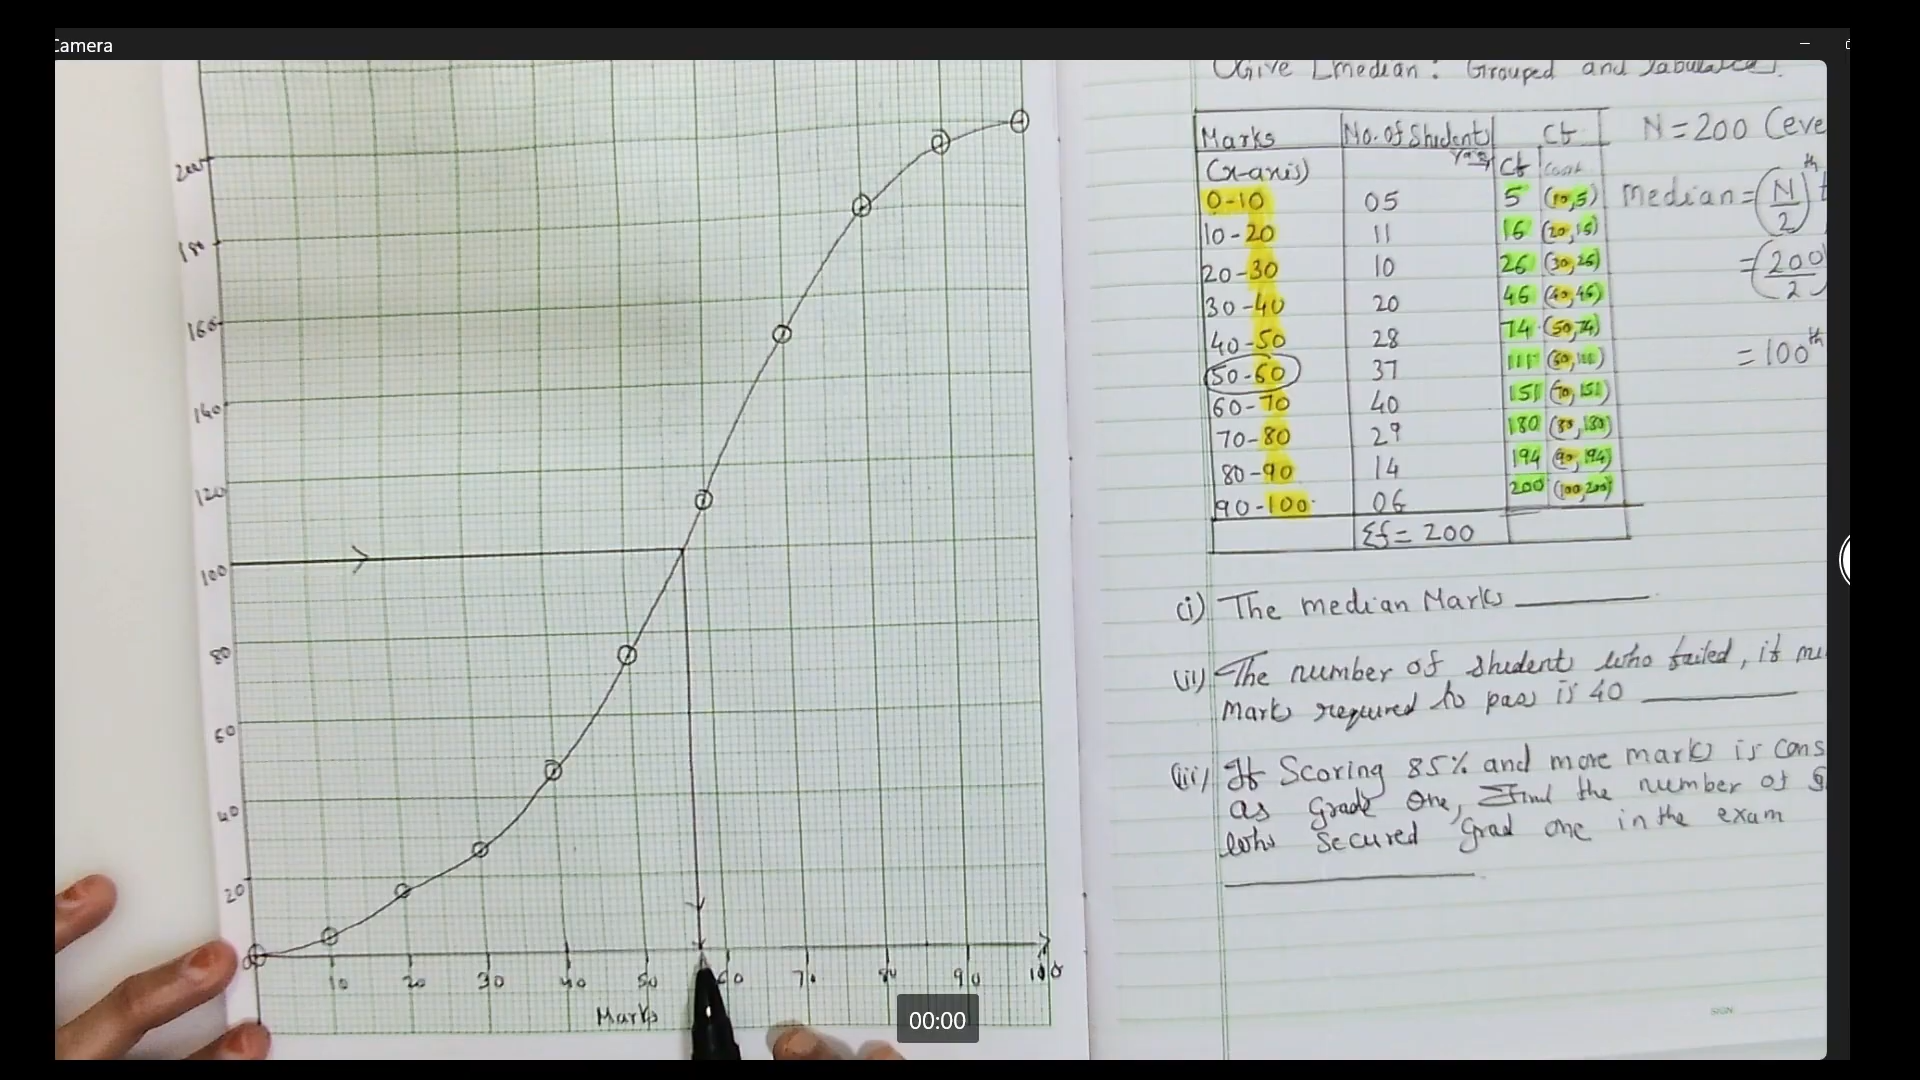 Camera
200
180
160
140
120
100
80
60
40
20
0
10 20 30 40 50 60 70 80 90 100
Marks
00:00
Ogive [median: Grouped and Tabulated].
Marks No. of Students Cf N = 200 (eve
(x-axis) Cf
0-10 05 5 (10,5) Median = (N/2)th
10-20 11 16
20-30 10 26 (30,26) = (200/2)
30-40 20 46 (40,46)
40-50 28 74 (50,74) = 100th
50-60 37 111
60-70 40 151 (70,151)
70-80 29 180 (80,180)
80-90 14 194 (90,194)
90-100 06 200 (100,200)
Σf = 200
(i) The median Marks
(ii) The number of students who failed, if
Marks required to pass is 40
(iii) If Scoring 85% and more marks is cons
as grade one, Find the number of
who secured grad one in the exam